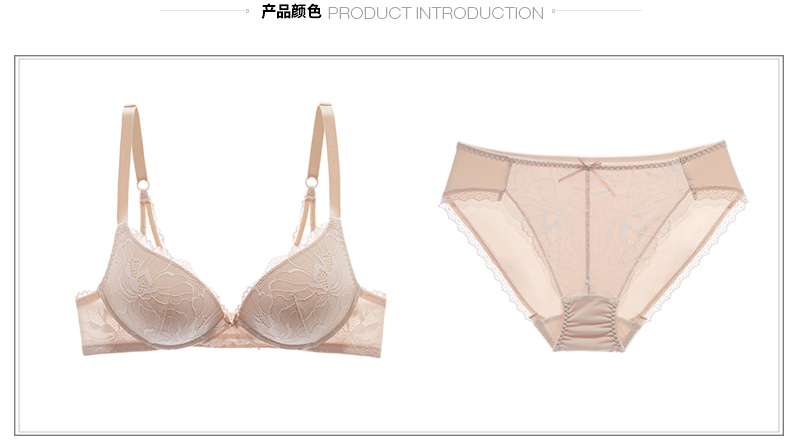 产品颜色 PRODUCT INTRODUCTION